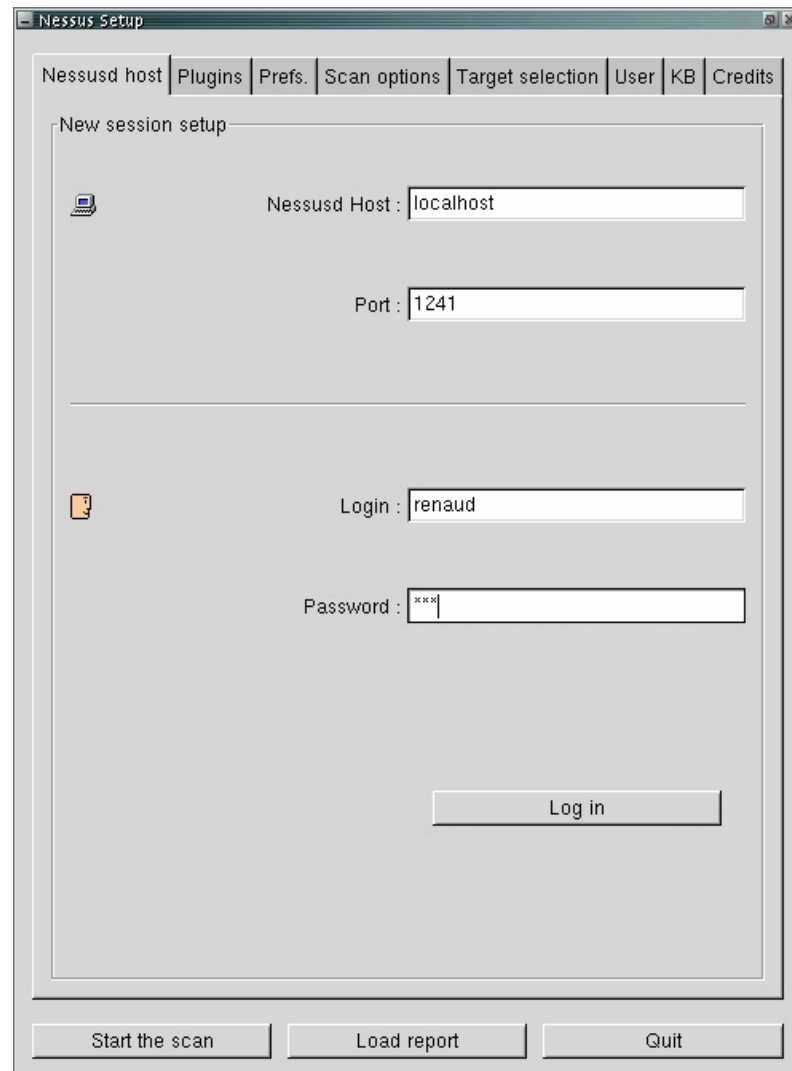 Nessus Setup
Nessusd host Plugins Prefs. Scan options Target selection User KB Credits
New session setup
Nessusd Host : localhost
Port : 1241
Login : renaud
Password : ***
Log in
Start the scan Load report Quit